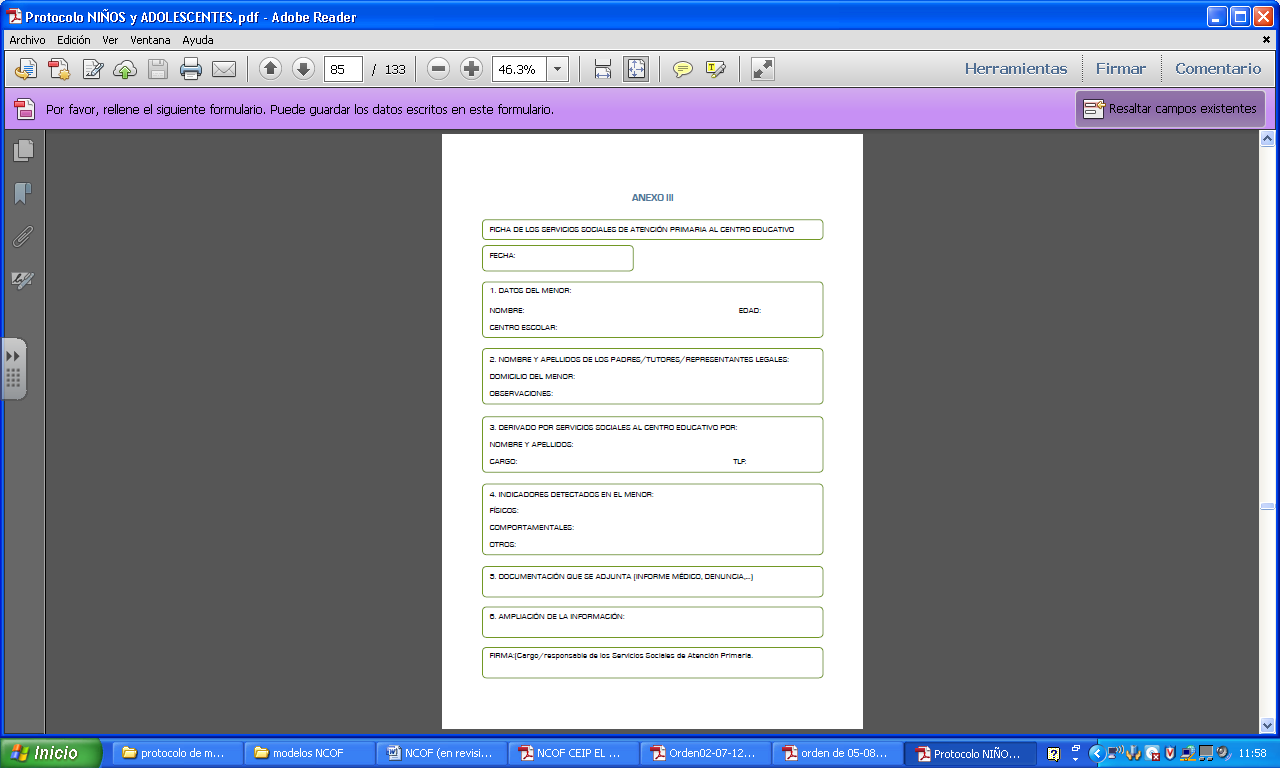 Protocolo NIÑOS y ADOLESCENTES.pdf - Adobe Reader
Archivo Edición Ver Ventana Ayuda
85 / 133 46.3% Herramientas Firmar Comentario
Por favor, rellene el siguiente formulario. Puede guardar los datos escritos en este formulario. Resaltar campos existentes
ANEXO III
FICHA DE LOS SERVICIOS SOCIALES DE ATENCIÓN PRIMARIA AL CENTRO EDUCATIVO
FECHA:
1. DATOS DEL MENOR:
NOMBRE: EDAD:
CENTRO ESCOLAR:
2. NOMBRE Y APELLIDOS DE LOS PADRES/TUTORES/REPRESENTANTES LEGALES:
DOMICILIO DEL MENOR:
OBSERVACIONES:
3. DERIVADO POR SERVICIOS SOCIALES AL CENTRO EDUCATIVO POR:
NOMBRE Y APELLIDOS:
CARGO: TLF:
4. INDICADORES DETECTADOS EN EL MENOR:
FÍSICOS:
COMPORTAMENTALES:
OTROS:
5. DOCUMENTACIÓN QUE SE ADJUNTA (INFORME MÉDICO, DENUNCIA,...)
6. AMPLIACIÓN DE LA INFORMACIÓN:
FIRMA:(Cargo/responsable de los Servicios Sociales de Atención Primaria.
Inicio protocolo de m... modelos NCOF NCOF (en revisi... NCOF CEIP EL ... Orden02-07-12... orden de 05-08... Protocolo NIÑO... 11:58